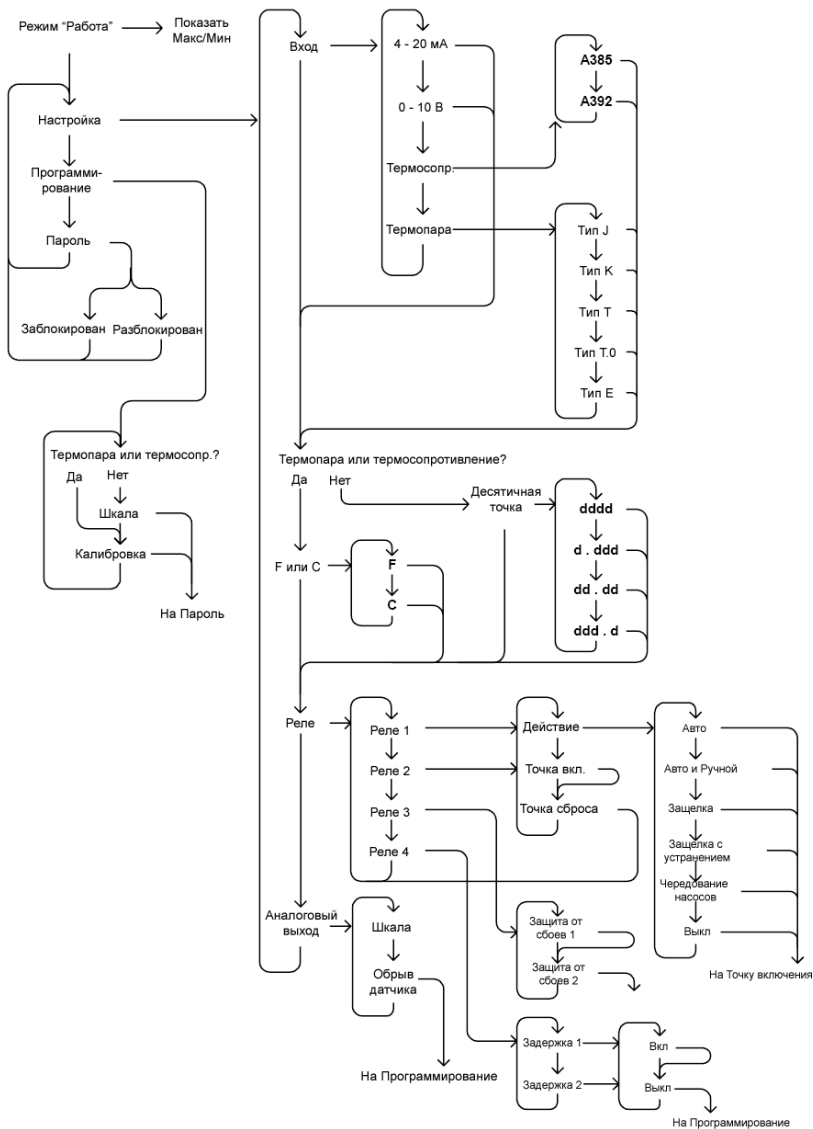 Режим “Работа”
Показать
Макс/Мин
Настройка
Программи-
рование
Пароль
Заблокирован
Разблокирован
Термопара или термосопр.?
Да
Нет
Шкала
Калибровка
На Пароль
Вход
4 - 20 мА
0 - 10 В
Термосопр.
Термопара
A385
A392
Тип J
Тип K
Тип T
Тип T.0
Тип E
Термопара или термосопротивление?
Да
Нет
Десятичная
точка
dddd
d . ddd
dd . dd
ddd . d
F или C
F
C
Реле
Реле 1
Реле 2
Реле 3
Реле 4
Действие
Точка вкл.
Точка сброса
Авто
Авто и Ручной
Защелка
Защелка с
устранением
Чередование
насосов
Выкл
На Точку включения
Аналоговый
выход
Шкала
Обрыв
датчика
На Программирование
Защита от
сбоев 1
Защита от
сбоев 2
Задержка 1
Задержка 2
Вкл
Выкл
На Программирование